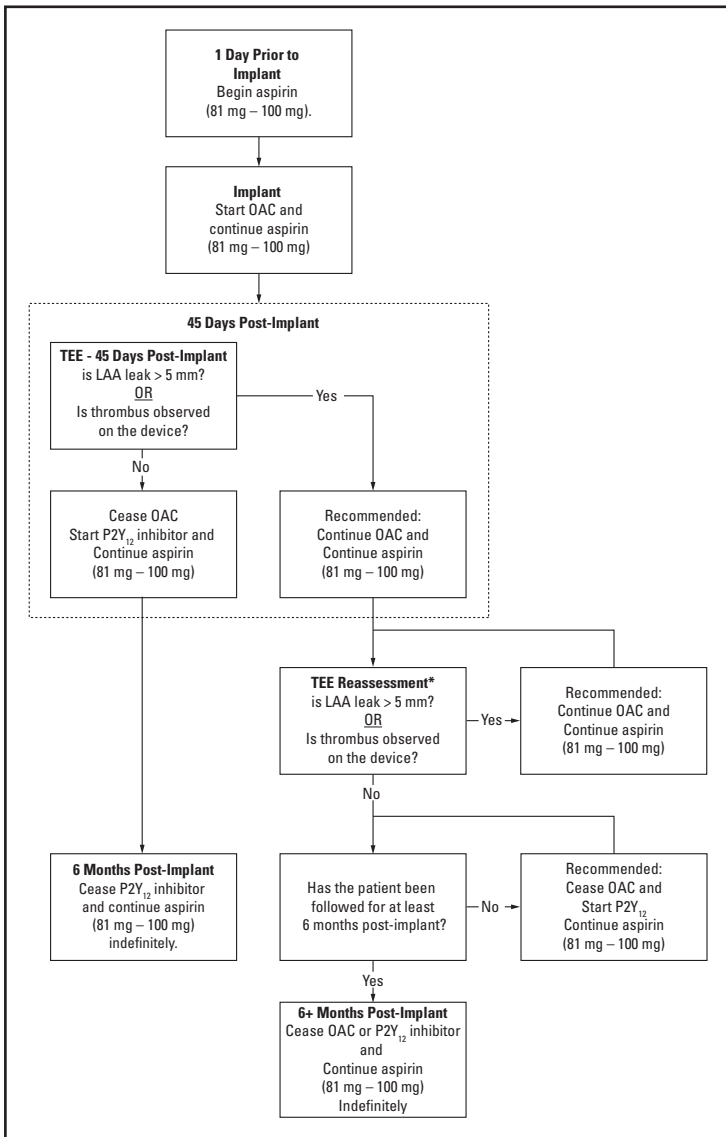 1 Day Prior to
Implant
Begin aspirin
(81 mg – 100 mg).
Implant
Start OAC and
continue aspirin
(81 mg – 100 mg)
45 Days Post-Implant
TEE - 45 Days Post-Implant
is LAA leak > 5 mm?
OR
Is thrombus observed
on the device?
Yes
No
Cease OAC
Start P2Y₁₂ inhibitor and
Continue aspirin
(81 mg – 100 mg)
Recommended:
Continue OAC and
Continue aspirin
(81 mg – 100 mg)
TEE Reassessment*
is LAA leak > 5 mm?
OR
Is thrombus observed
on the device?
Yes
Recommended:
Continue OAC and
Continue aspirin
(81 mg – 100 mg)
No
6 Months Post-Implant
Cease P2Y₁₂ inhibitor
and continue aspirin
(81 mg – 100 mg)
indefinitely.
Has the patient been
followed for at least
6 months post-implant?
No
Recommended:
Cease OAC and
Start P2Y₁₂
Continue aspirin
(81 mg – 100 mg)
Yes
6+ Months Post-Implant
Cease OAC or P2Y₁₂ inhibitor
and
Continue aspirin
(81 mg – 100 mg)
Indefinitely